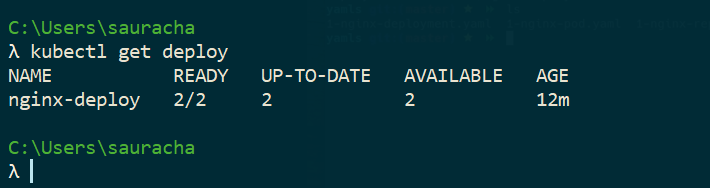 C:\Users\sauracha
λ kubectl get deploy
NAME READY UP-TO-DATE AVAILABLE AGE
nginx-deploy 2/2 2 2 12m
C:\Users\sauracha
λ